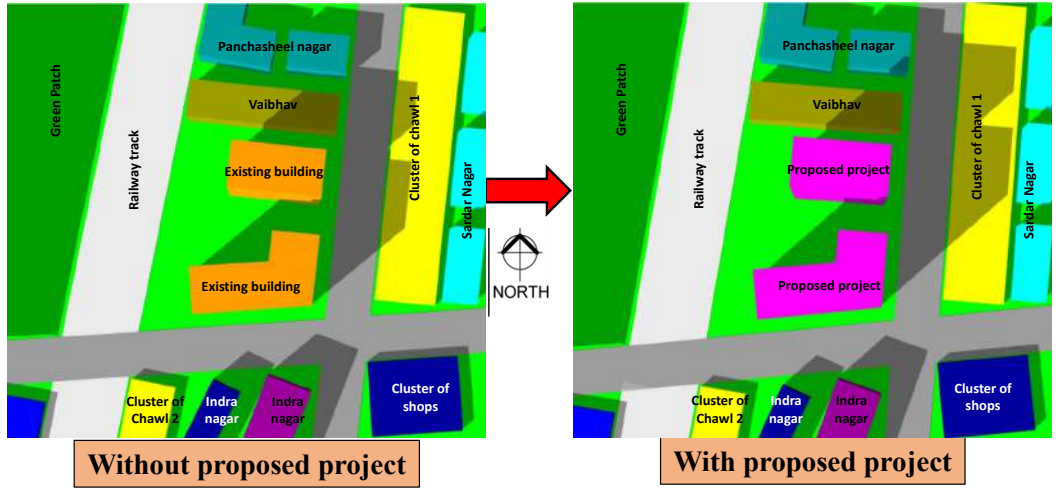 Panchasheel nagar
Green Patch
Vaibhav
Cluster of chawl 1
Railway track
Existing building
Sardar Nagar
Existing building
Cluster of
Chawl 2
Indra
nagar
Indra
nagar
Cluster of
shops
Without proposed project
NORTH
Panchasheel nagar
Green Patch
Vaibhav
Cluster of chawl 1
Railway track
Proposed project
Sardar Nagar
Proposed project
Cluster of
Chawl 2
Indra
nagar
Indra
nagar
Cluster of
shops
With proposed project